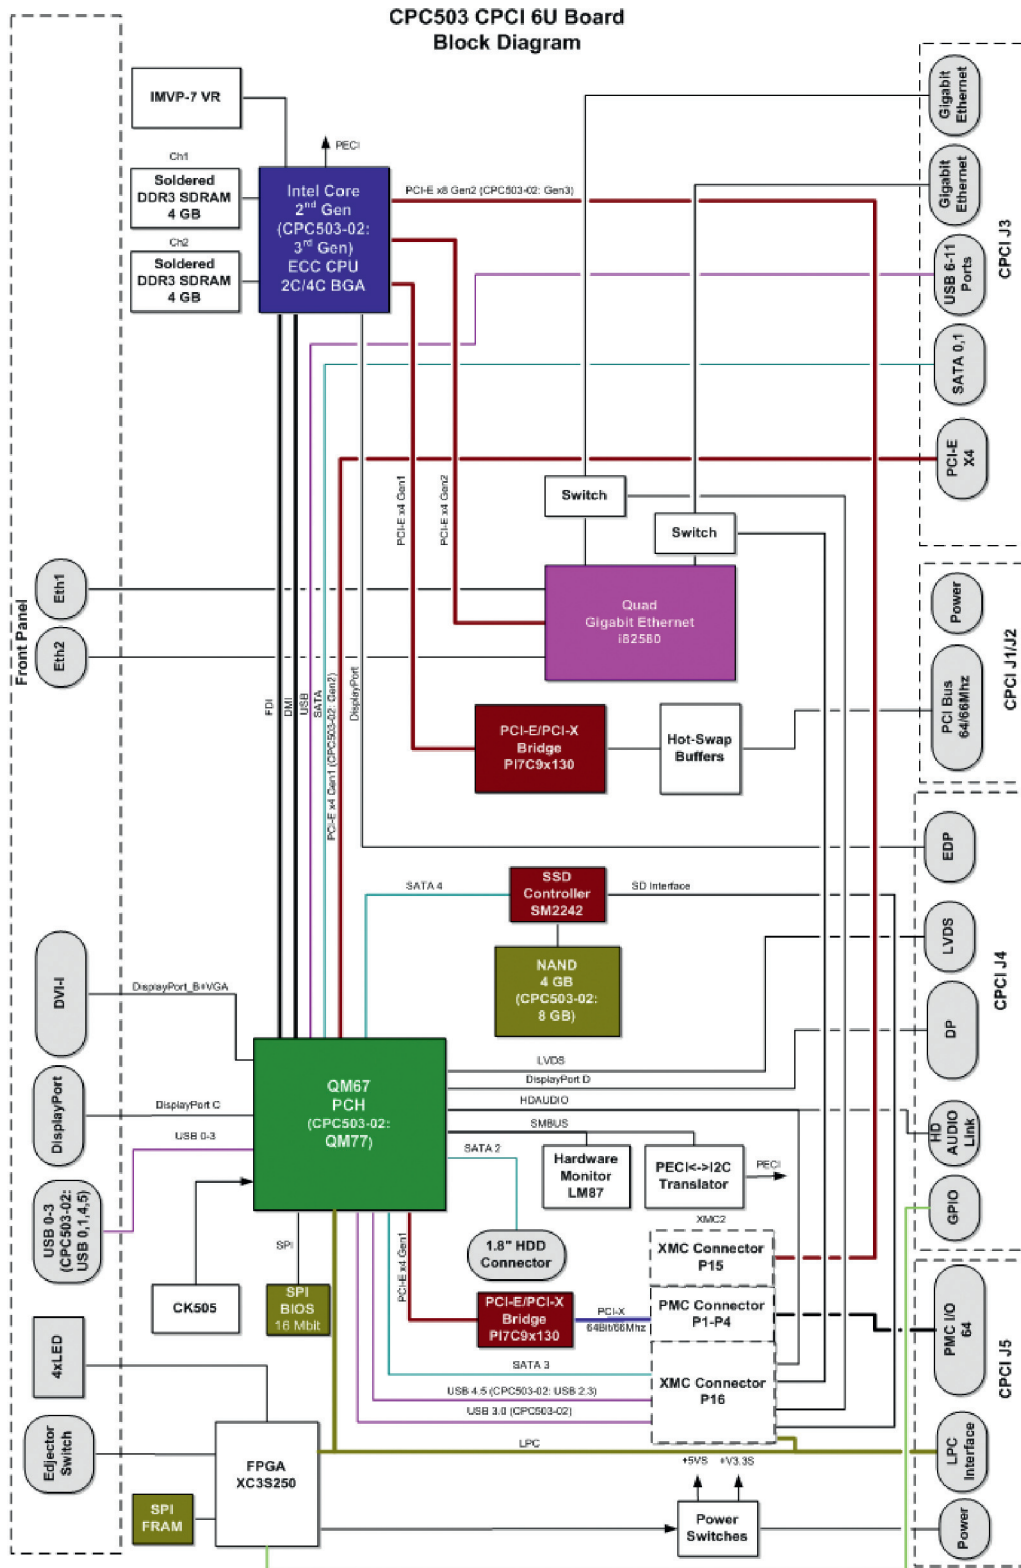 CPC503 CPCI 6U Board
Block Diagram
IMVP-7 VR
PECI
Ch1
Soldered
DDR3 SDRAM
4 GB
Ch2
Soldered
DDR3 SDRAM
4 GB
Intel Core
2nd Gen
(CPC503-02:
3rd Gen)
ECC CPU
2C/4C BGA
PCI-E x8 Gen2 (CPC503-02: Gen3)
Gigabit
Ethernet
Gigabit
Ethernet
USB 6-11
Ports
SATA 0,1
PCI-E
X4
CPCI J3
PCI-E x4 Gen1
PCI-E x4 Gen2
Switch
Switch
Front Panel
Eth1
Eth2
Quad
Gigabit Ethernet
i82580
Power
PCI Bus
64/66Mhz
CPCI J1/J2
FDI
DMI
USB
SATA
PCI-E x4 Gen1 (CPC503-02: Gen2)
DisplayPort
PCI-E/PCI-X
Bridge
PI7C9x130
Hot-Swap
Buffers
EDP
LVDS
DP
HD
AUDIO
Link
GPIO
CPCI J4
SATA 4
SSD
Controller
SM2242
SD Interface
NAND
4 GB
(CPC503-02:
8 GB)
DVI-I
DisplayPort_B+VGA
DisplayPort
DisplayPort C
USB 0-3
USB 0-3
(CPC503-02:
USB 0,1,4,5)
QM67
PCH
(CPC503-02:
QM77)
LVDS
DisplayPort D
HDAUDIO
SMBUS
SATA 2
Hardware
Monitor
LM87
PECI<->I2C
Translator
PECI
XMC2
1.8" HDD
Connector
SPI
CK505
SPI
BIOS
16 Mbit
PCI-E x4 Gen1
PCI-E/PCI-X
Bridge
PI7C9x130
PCI-X
64Bit/66Mhz
XMC Connector
P15
PMC Connector
P1-P4
XMC Connector
P16
SATA 3
USB 4.5 (CPC503-02: USB 2.3)
USB 3.0 (CPC503-02)
LPC
4xLED
Edjector
Switch
FPGA
XC3S250
SPI
FRAM
+5VS
+V3.3S
Power
Switches
PMC I/O
64
LPC
Interface
Power
CPCI J5